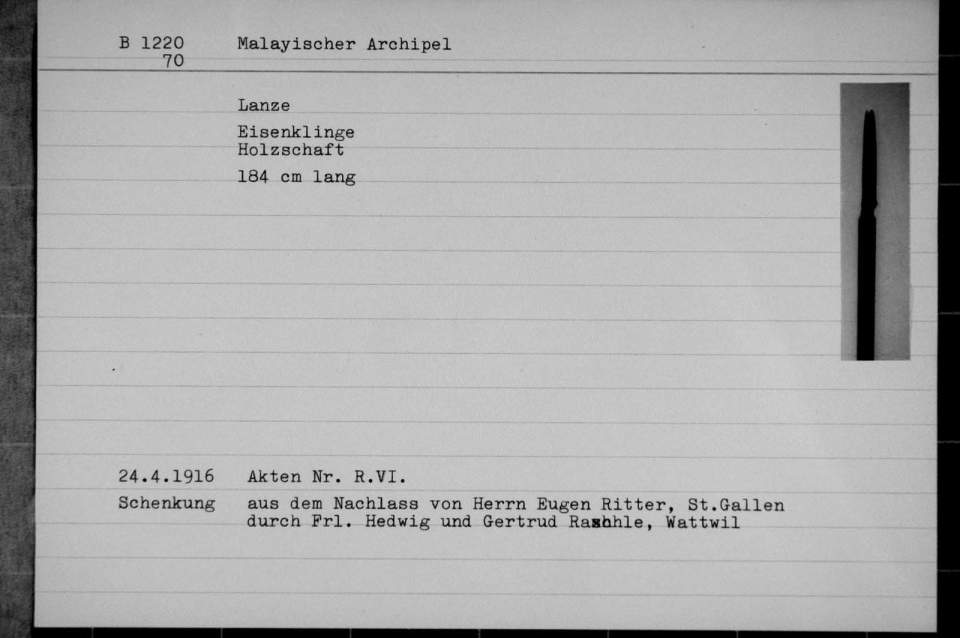 B 1220 Malayischer Archipel
70
Lanze
Eisenklinge
Holzschaft
184 cm lang
24.4.1916 Akten Nr. R.VI.
Schenkung aus dem Nachlass von Herrn Eugen Ritter, St.Gallen
durch Frl. Hedwig und Gertrud , Wattwil